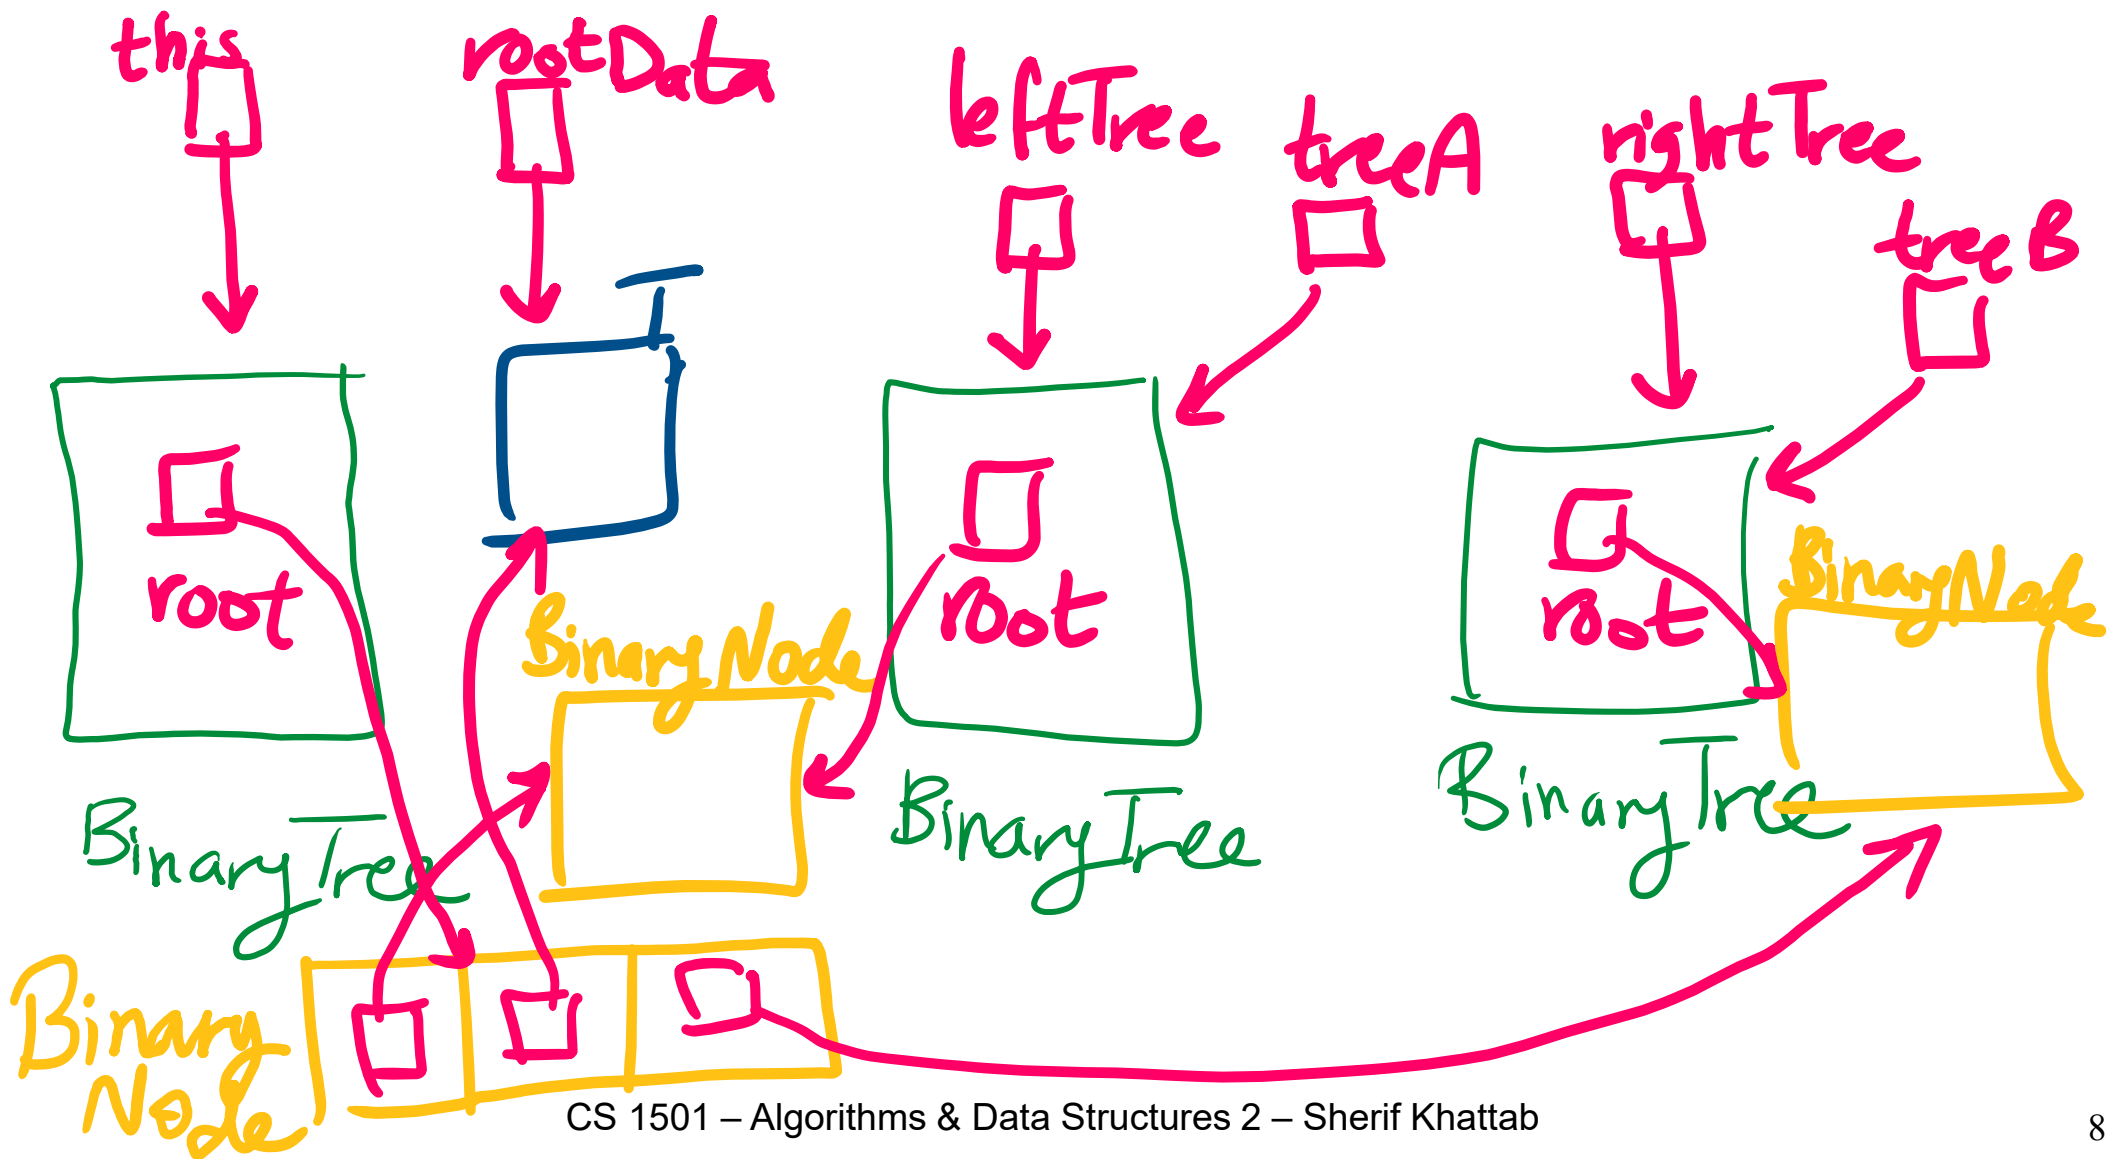 this
rootData
leftTree
treeA
rightTree
treeB
T
root
root
root
BinaryNode
BinaryNode
BinaryTree
BinaryTree
BinaryTree
Binary
Node
CS 1501 – Algorithms & Data Structures 2 – Sherif Khattab
8